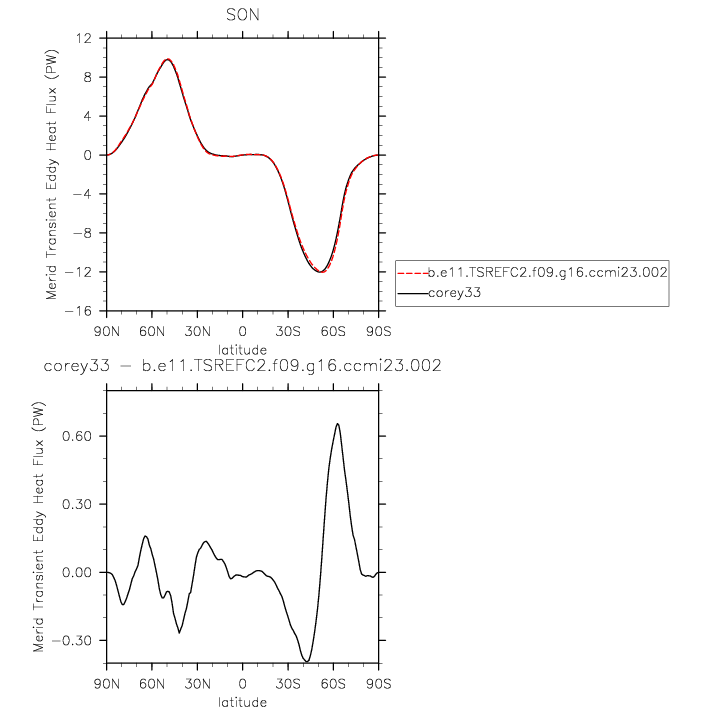 SON
Merid Transient Eddy Heat Flux (PW)
12
8
4
0
−4
−8
−12
−16
90N 60N 30N 0 30S 60S 90S
latitude
b.e11.TSREFC2.f09.g16.ccmi23.002
corey33
corey33 − b.e11.TSREFC2.f09.g16.ccmi23.002
Merid Transient Eddy Heat Flux (PW)
0.60
0.30
0.00
−0.30
90N 60N 30N 0 30S 60S 90S
latitude